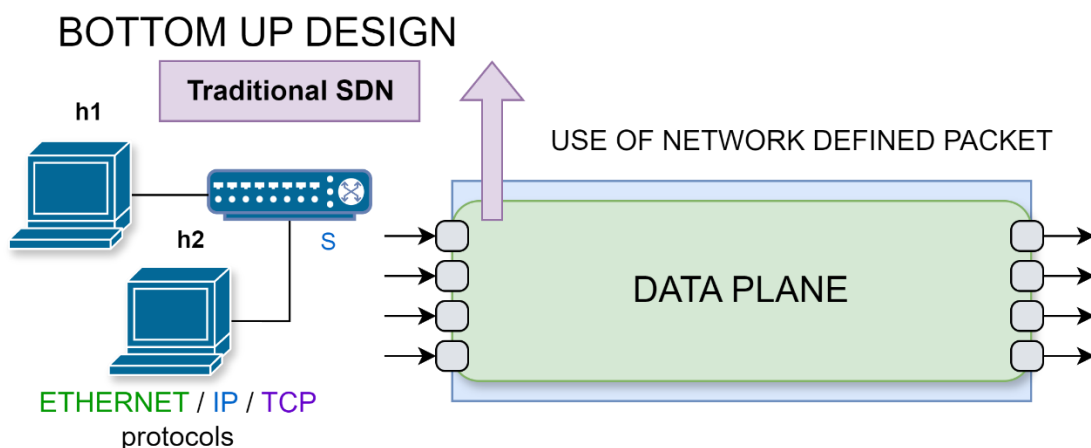 BOTTOM UP DESIGN
Traditional SDN
h1
h2
S
ETHERNET / IP / TCP
protocols
USE OF NETWORK DEFINED PACKET
DATA PLANE